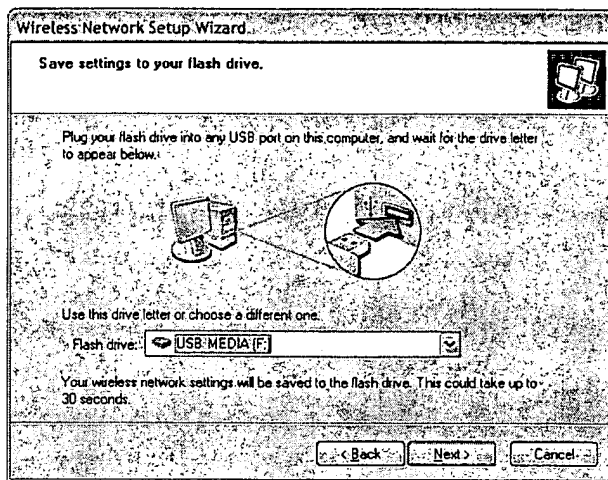 Wireless Network Setup Wizard
Save settings to your flash drive.
Plug your flash drive into any USB port on this computer, and wait for the drive letter
to appear below.
Use this drive letter or choose a different one.
Flash drive: USB MEDIA (F:)
Your wireless network settings will be saved to the flash drive. This could take up to
30 seconds.
< Back Next > Cancel